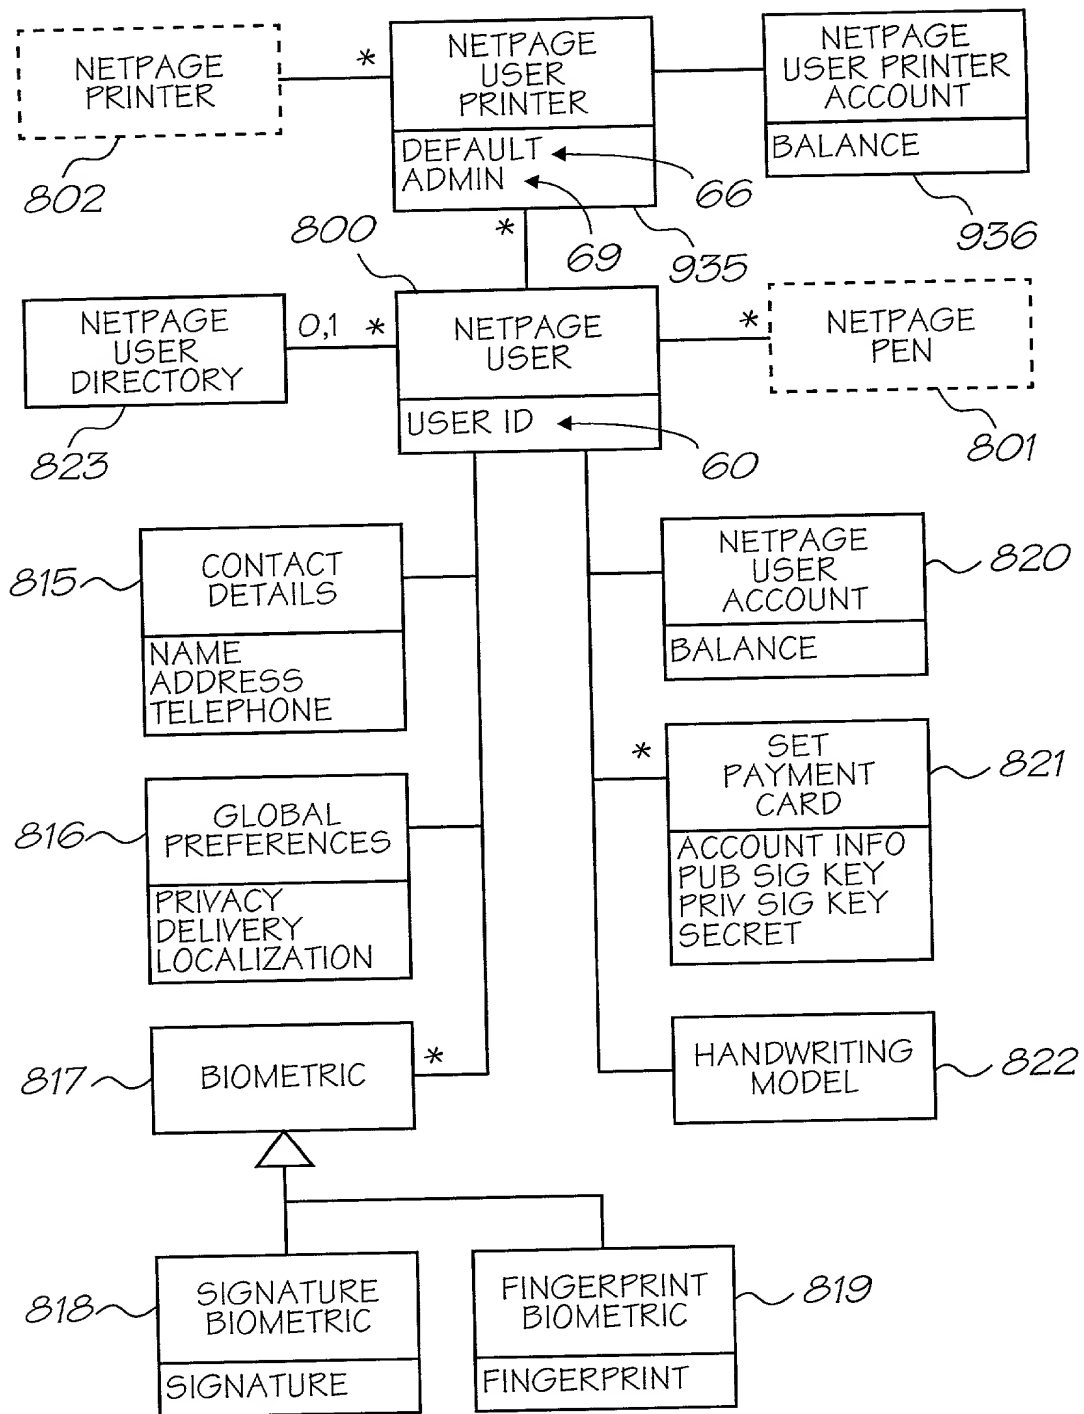 NETPAGE
PRINTER
802
*
NETPAGE
USER
PRINTER
DEFAULT
ADMIN
66
69
935
NETPAGE
USER PRINTER
ACCOUNT
BALANCE
936
*
800
NETPAGE
USER
DIRECTORY
823
0,1
*
NETPAGE
USER
USER ID
60
*
NETPAGE
PEN
801
815
CONTACT
DETAILS
NAME
ADDRESS
TELEPHONE
NETPAGE
USER
ACCOUNT
BALANCE
820
816
GLOBAL
PREFERENCES
PRIVACY
DELIVERY
LOCALIZATION
*
SET
PAYMENT
CARD
ACCOUNT INFO
PUB SIG KEY
PRIV SIG KEY
SECRET
821
817
BIOMETRIC
*
HANDWRITING
MODEL
822
818
SIGNATURE
BIOMETRIC
SIGNATURE
FINGERPRINT
BIOMETRIC
FINGERPRINT
819